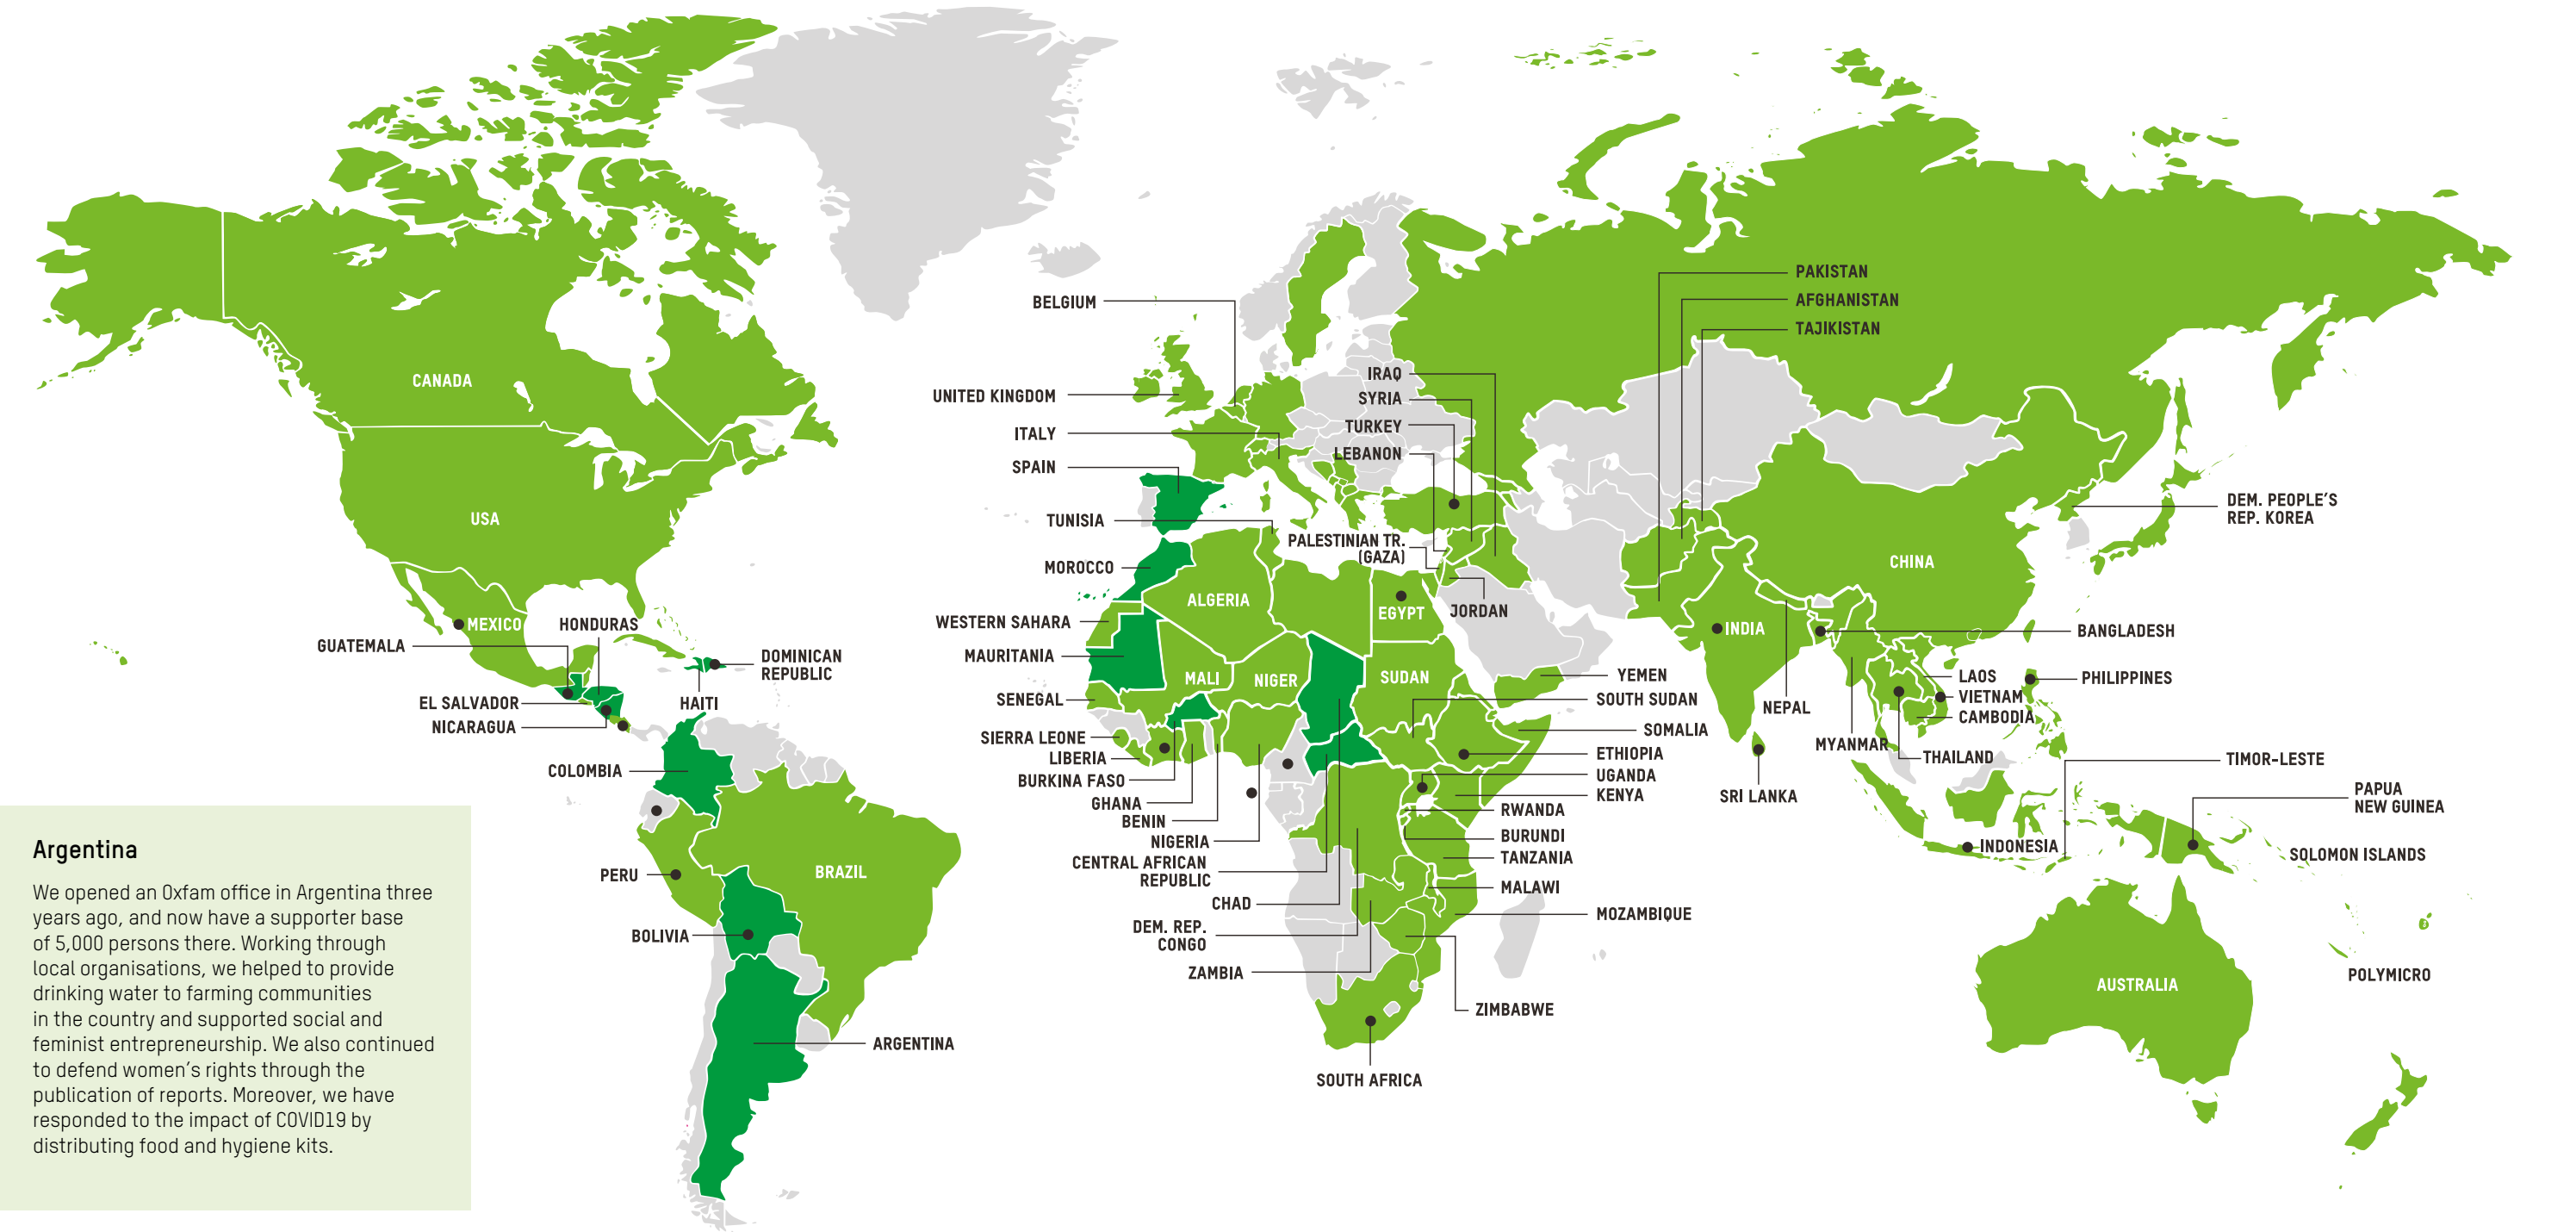 PAKISTAN
AFGHANISTAN
TAJIKISTAN
BELGIUM
IRAQ
CANADA
UNITED KINGDOM
SYRIA
TURKEY
ITALY
LEBANON
SPAIN
DEM. PEOPLE'S
REP. KOREA
USA
TUNISIA
PALESTINIAN TR.
(GAZA)
CHINA
MOROCCO
ALGERIA
EGYPT
JORDAN
MEXICO
HONDURAS
WESTERN SAHARA
INDIA
BANGLADESH
GUATEMALA
DOMINICAN
REPUBLIC
MAURITANIA
MALI
NIGER
SUDAN
YEMEN
LAOS
PHILIPPINES
EL SALVADOR
HAITI
SENEGAL
SOUTH SUDAN
NEPAL
VIETNAM
NICARAGUA
CAMBODIA
SIERRA LEONE
SOMALIA
MYANMAR
LIBERIA
ETHIOPIA
THAILAND
TIMOR-LESTE
COLOMBIA
BURKINA FASO
UGANDA
KENYA
SRI LANKA
PAPUA
NEW GUINEA
GHANA
RWANDA
BENIN
BURUNDI
NIGERIA
INDONESIA
SOLOMON ISLANDS
CENTRAL AFRICAN
REPUBLIC
TANZANIA
PERU
BRAZIL
MALAWI
CHAD
MOZAMBIQUE
DEM. REP.
CONGO
BOLIVIA
ZAMBIA
POLYMICRO
AUSTRALIA
ZIMBABWE
ARGENTINA
SOUTH AFRICA
Argentina
We opened an Oxfam office in Argentina three
years ago, and now have a supporter base
of 5,000 persons there. Working through
local organisations, we helped to provide
drinking water to farming communities
in the country and supported social and
feminist entrepreneurship. We also continued
to defend women's rights through the
publication of reports. Moreover, we have
responded to the impact of COVID19 by
distributing food and hygiene kits.